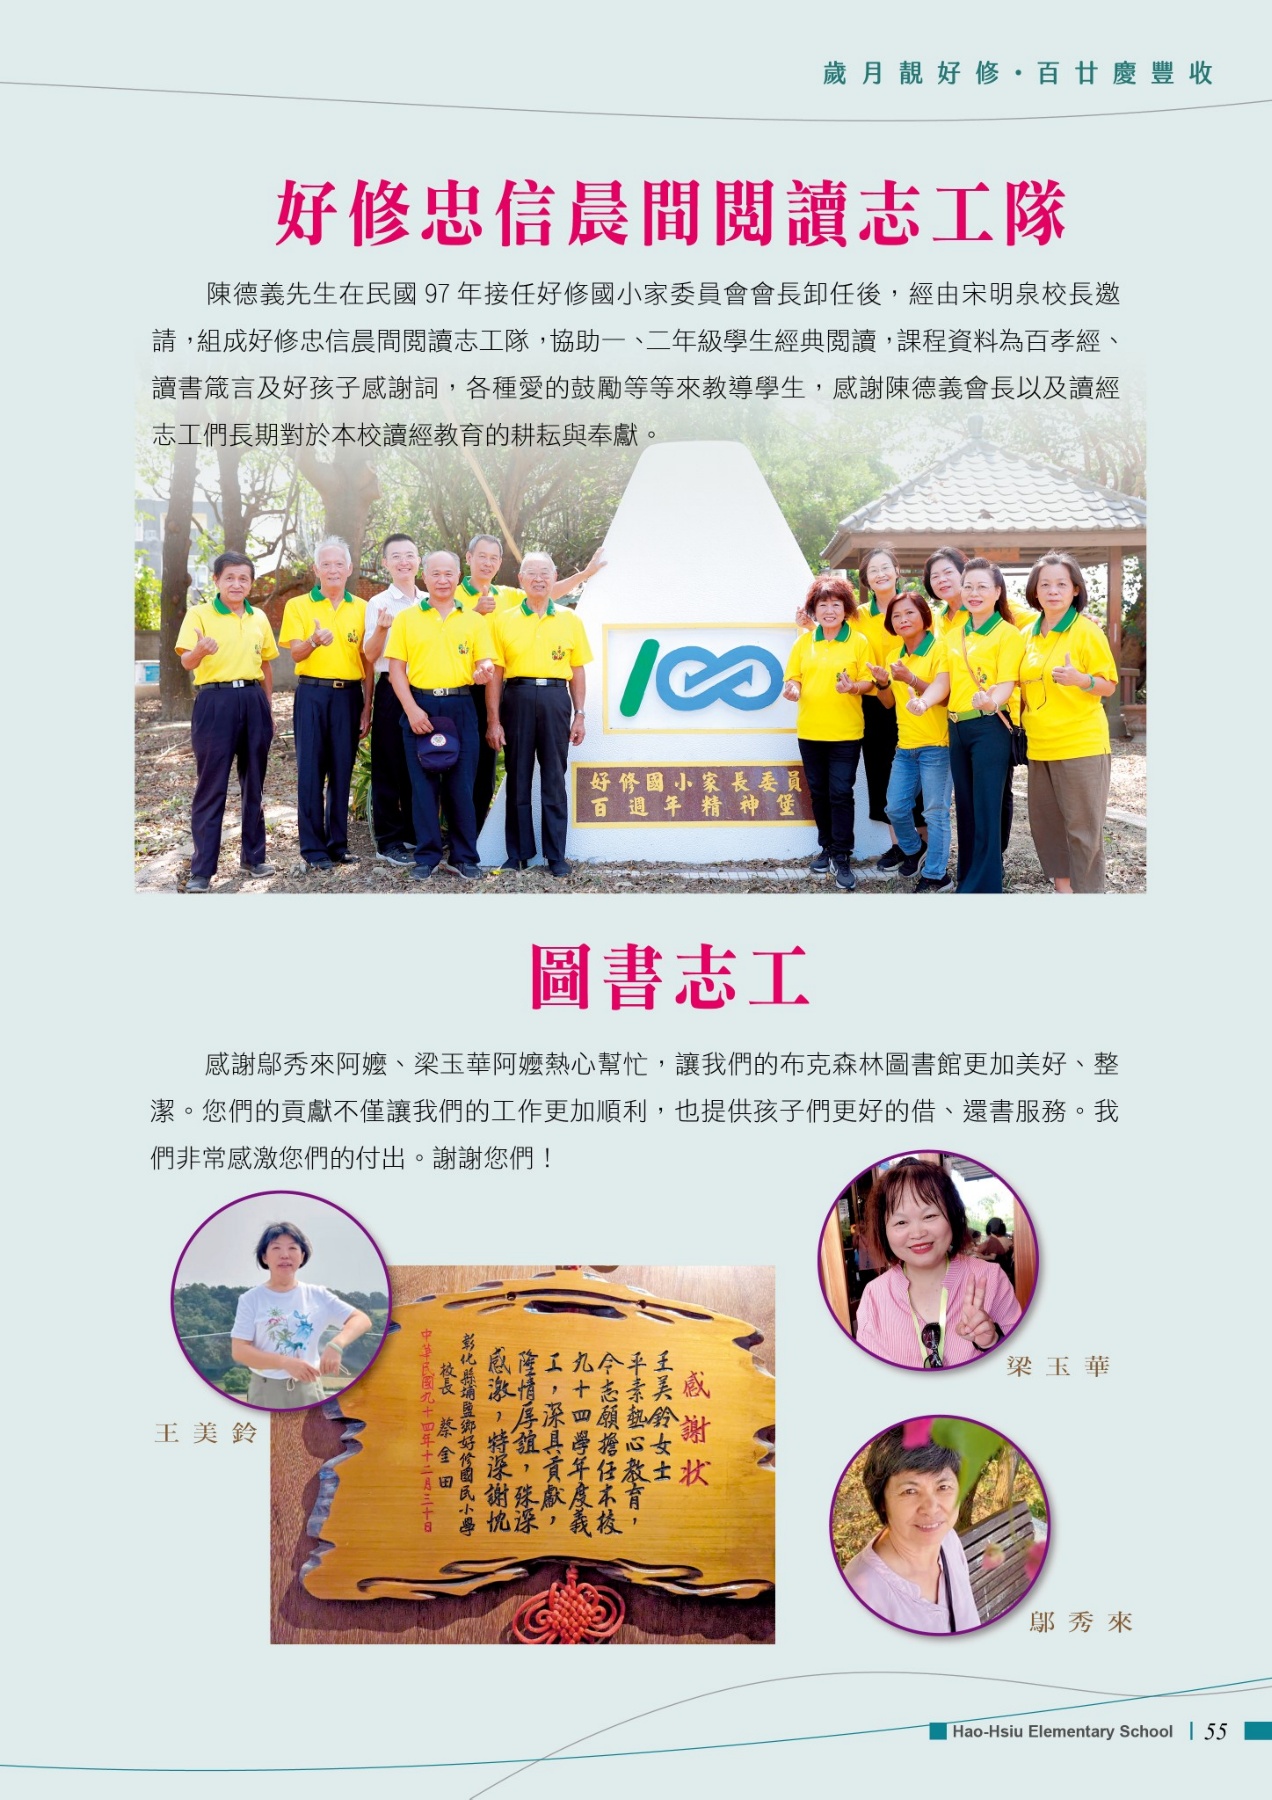 歲月靚好修•百廿慶豐收
好修忠信晨間閱讀志工隊
陳德義先生在民國 97 年接任好修國小家委員會會長卸任後，經由宋明泉校長邀
請，組成好修忠信晨間閱讀志工隊，協助一、二年級學生經典閱讀，課程資料為百孝經、
讀書箴言及好孩子感謝詞，各種愛的鼓勵等等來教導學生，感謝陳德義會長以及讀經
志工們長期對於本校讀經教育的耕耘與奉獻。
100
好修國小家長委員
百週年精神堡
圖書志工
感謝鄔秀來阿嬤、梁玉華阿嬤熱心幫忙，讓我們的布克森林圖書館更加美好、整
潔。您們的貢獻不僅讓我們的工作更加順利，也提供孩子們更好的借、還書服務。我
們非常感激您們的付出。謝謝您們！
王美鈴
感謝狀
王美鈴女士
平素熱心教育，
今志願擔任本校
九十四學年度義
工，深具貢獻，
隆情厚誼，殊深
感激，特深謝忱
彰化縣埔鹽鄉好修國民小學
校長 蔡金田
中華民國九十四年十二月三十日
梁玉華
鄔秀來
Hao-Hsiu Elementary School | 55